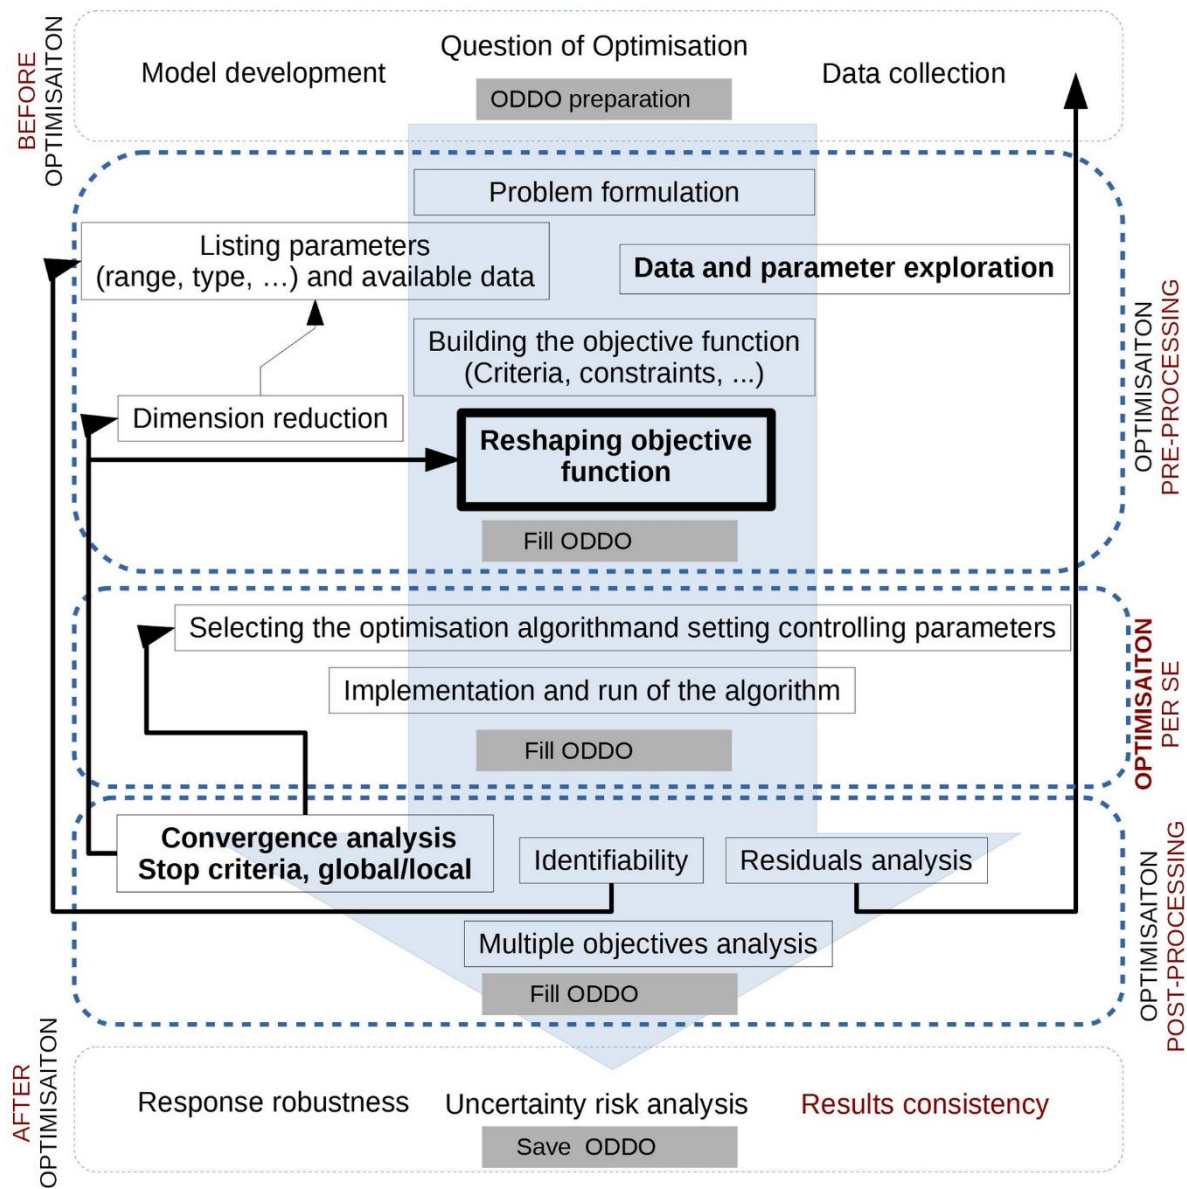 BEFORE
OPTIMISAITON
Question of Optimisation
Model development
Data collection
ODDO preparation
OPTIMISAITON
PRE-PROCESSING
Problem formulation
Listing parameters
(range, type, …) and available data
Data and parameter exploration
Building the objective function
(Criteria, constraints, ...)
Dimension reduction
Reshaping objective
function
Fill ODDO
OPTIMISAITON
PER SE
Selecting the optimisation algorithmand setting controlling parameters
Implementation and run of the algorithm
Fill ODDO
OPTIMISAITON
POST-PROCESSING
Convergence analysis
Stop criteria, global/local
Identifiability
Residuals analysis
Multiple objectives analysis
Fill ODDO
AFTER
OPTIMISAITON
Response robustness
Uncertainty risk analysis
Results consistency
Save ODDO